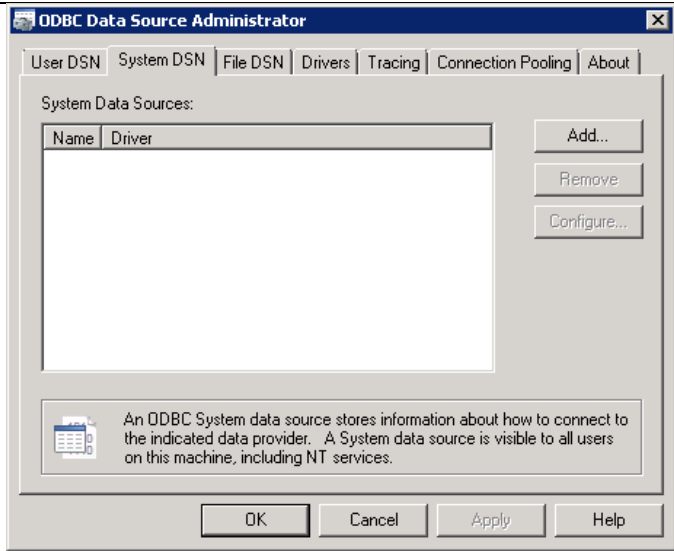 ODBC Data Source Administrator
User DSN System DSN File DSN Drivers Tracing Connection Pooling About
System Data Sources:
Name Driver
Add...
Remove
Configure...
An ODBC System data source stores information about how to connect to
the indicated data provider. A System data source is visible to all users
on this machine, including NT services.
OK Cancel Apply Help